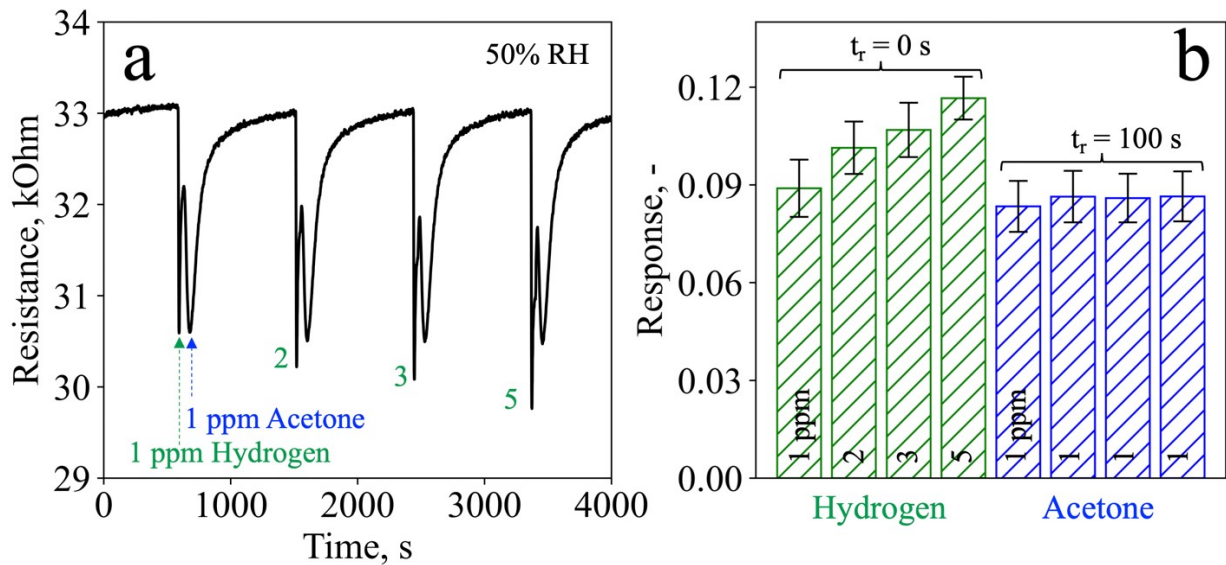 a
50% RH
34
33
32
31
30
29
Resistance, kOhm
0
1000
2000
3000
4000
Time, s
2
3
5
1 ppm Acetone
1 ppm Hydrogen
b
tr = 0 s
tr = 100 s
0.12
0.09
0.06
0.03
0.00
Response, -
1 ppm
2
3
5
1 ppm
1
1
1
Hydrogen
Acetone